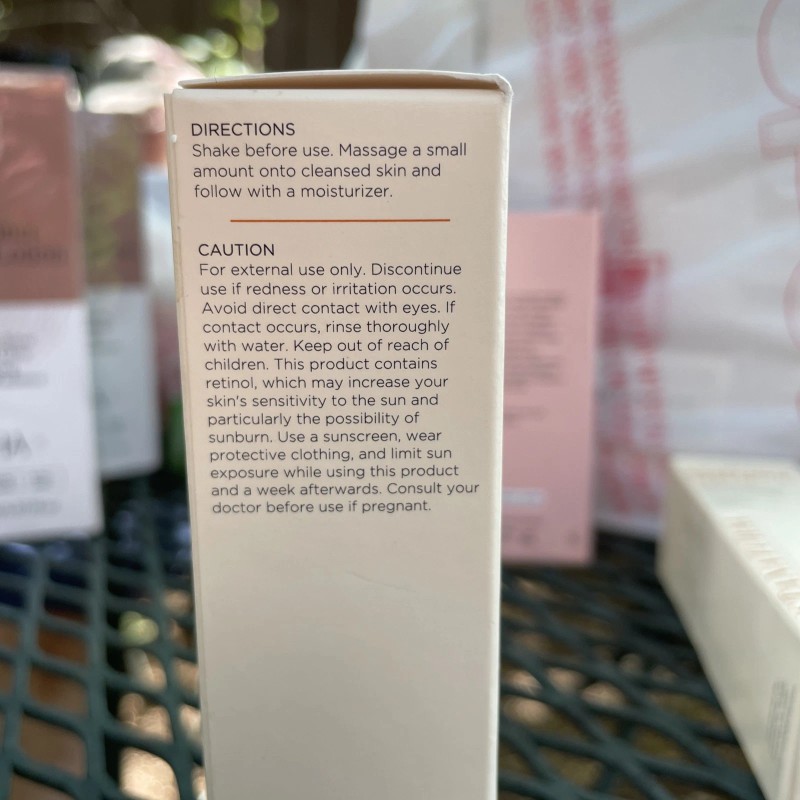 DIRECTIONS
Shake before use. Massage a small
amount onto cleansed skin and
follow with a moisturizer.
CAUTION
For external use only. Discontinue
use if redness or irritation occurs.
Avoid direct contact with eyes. If
contact occurs, rinse thoroughly
with water. Keep out of reach of
children. This product contains
retinol, which may increase your
skin's sensitivity to the sun and
particularly the possibility of
sunburn. Use a sunscreen, wear
protective clothing, and limit sun
exposure while using this product
and a week afterwards. Consult your
doctor before use if pregnant.